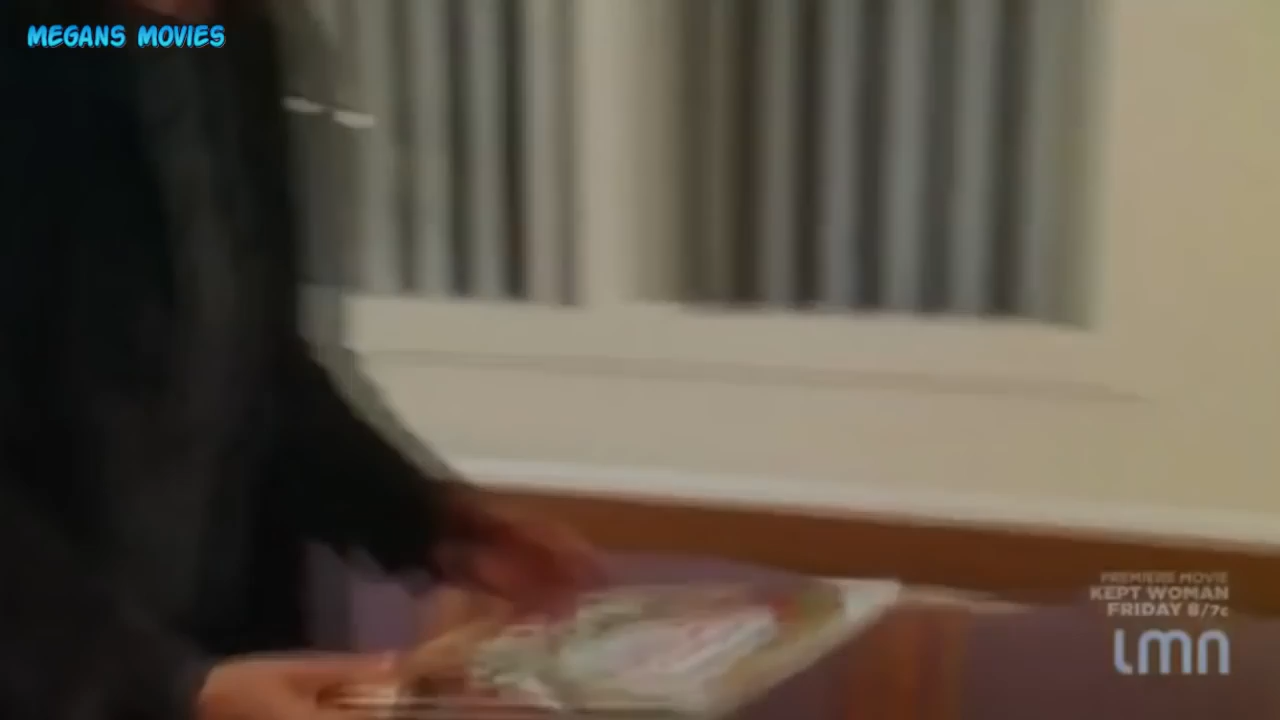 MEGANS MOVIES
PREMIERE MOVIE
KEPT WOMAN
FRIDAY 8/7c
LMN